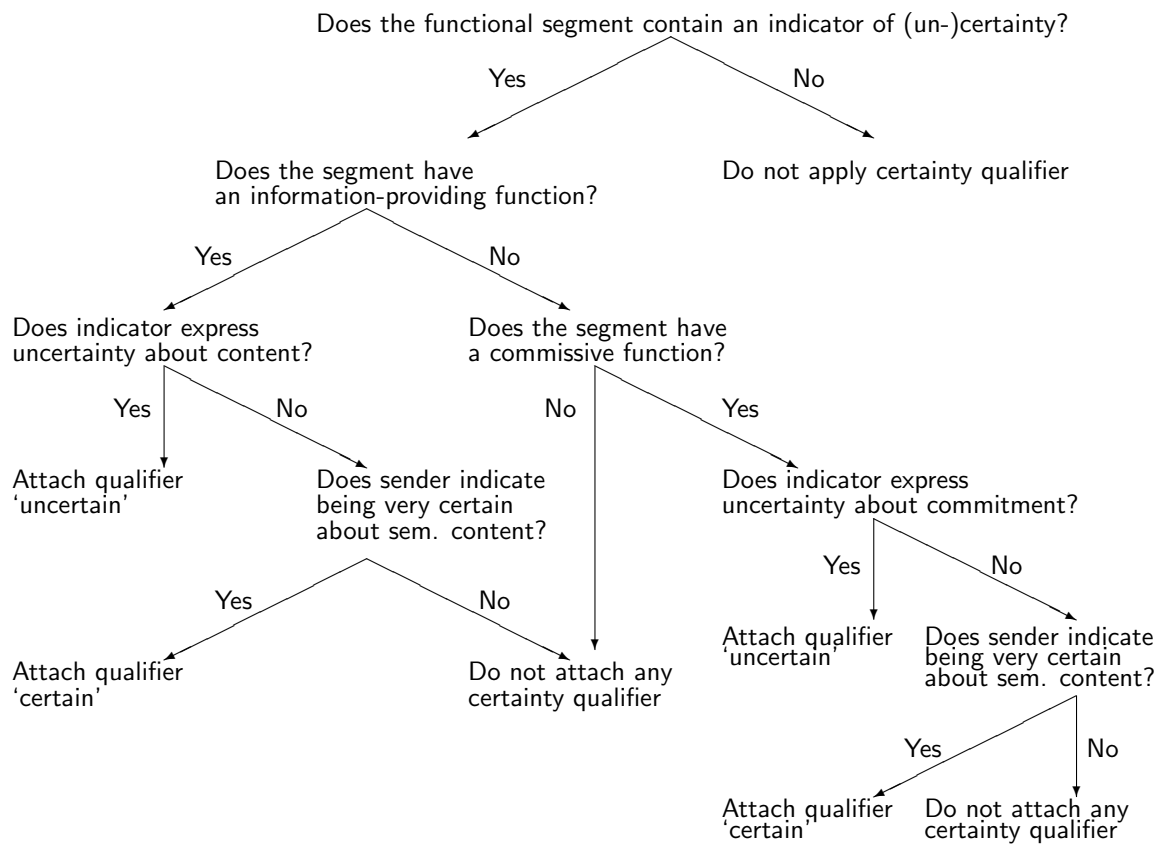 Does the functional segment contain an indicator of (un-)certainty?
Yes
No
Does the segment have
an information-providing function?
Do not apply certainty qualifier
Yes
No
Does indicator express
uncertainty about content?
Does the segment have
a commissive function?
Yes
No
No
Yes
Attach qualifier
‘uncertain’
Does sender indicate
being very certain
about sem. content?
Does indicator express
uncertainty about commitment?
Yes
No
Yes
No
Attach qualifier
‘certain’
Do not attach any
certainty qualifier
Attach qualifier
‘uncertain’
Does sender indicate
being very certain
about sem. content?
Yes
No
Attach qualifier
‘certain’
Do not attach any
certainty qualifier